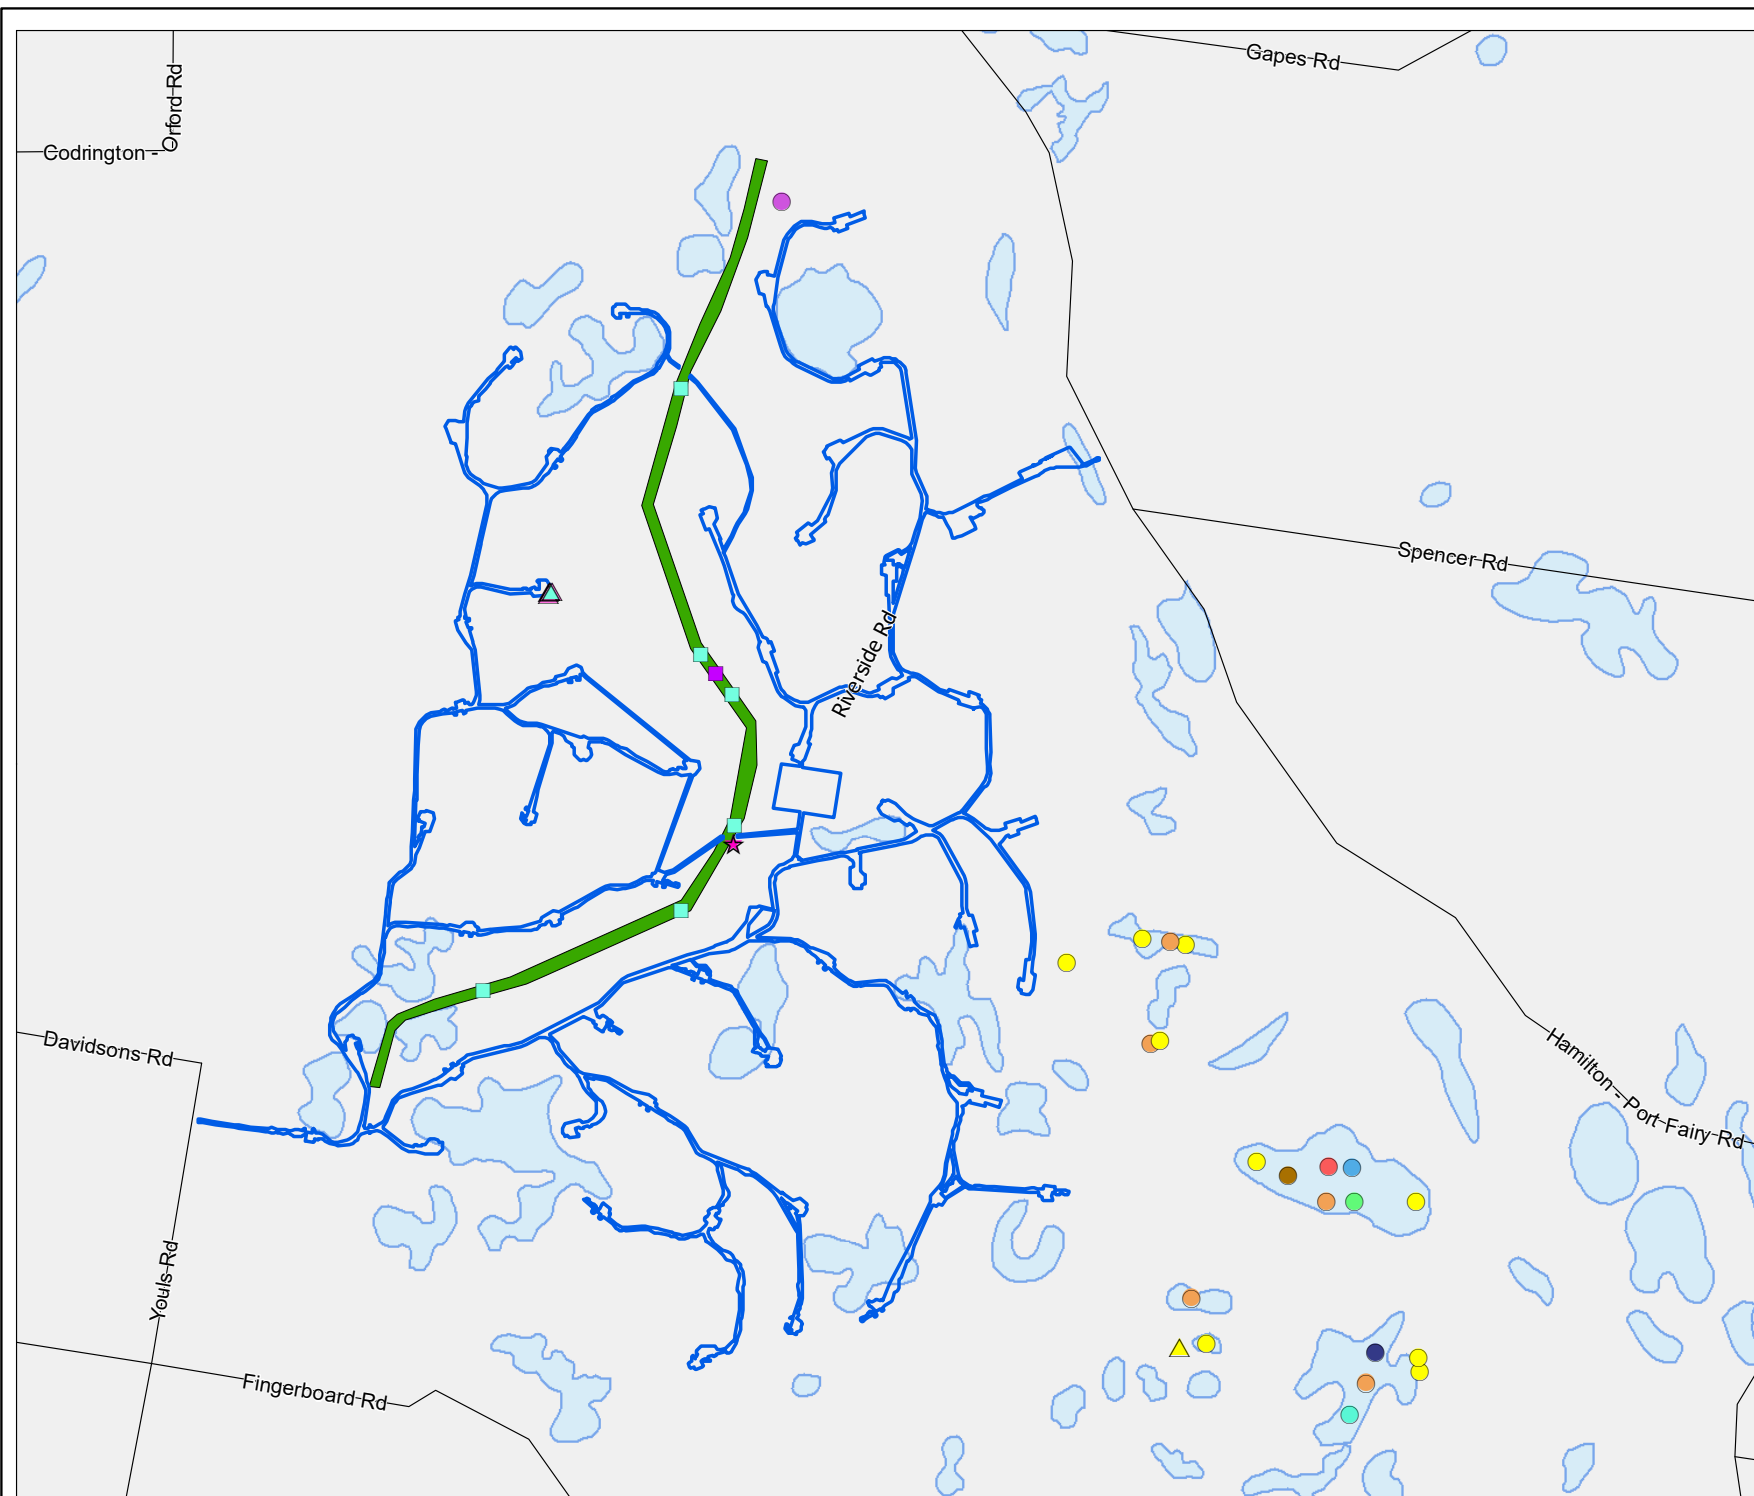 Gapes Rd
Orford Rd
Codrington -
Spencer Rd
Riverside Rd
Davidsons Rd
Hamilton - Port Fairy Rd
Youls Rd
Fingerboard Rd